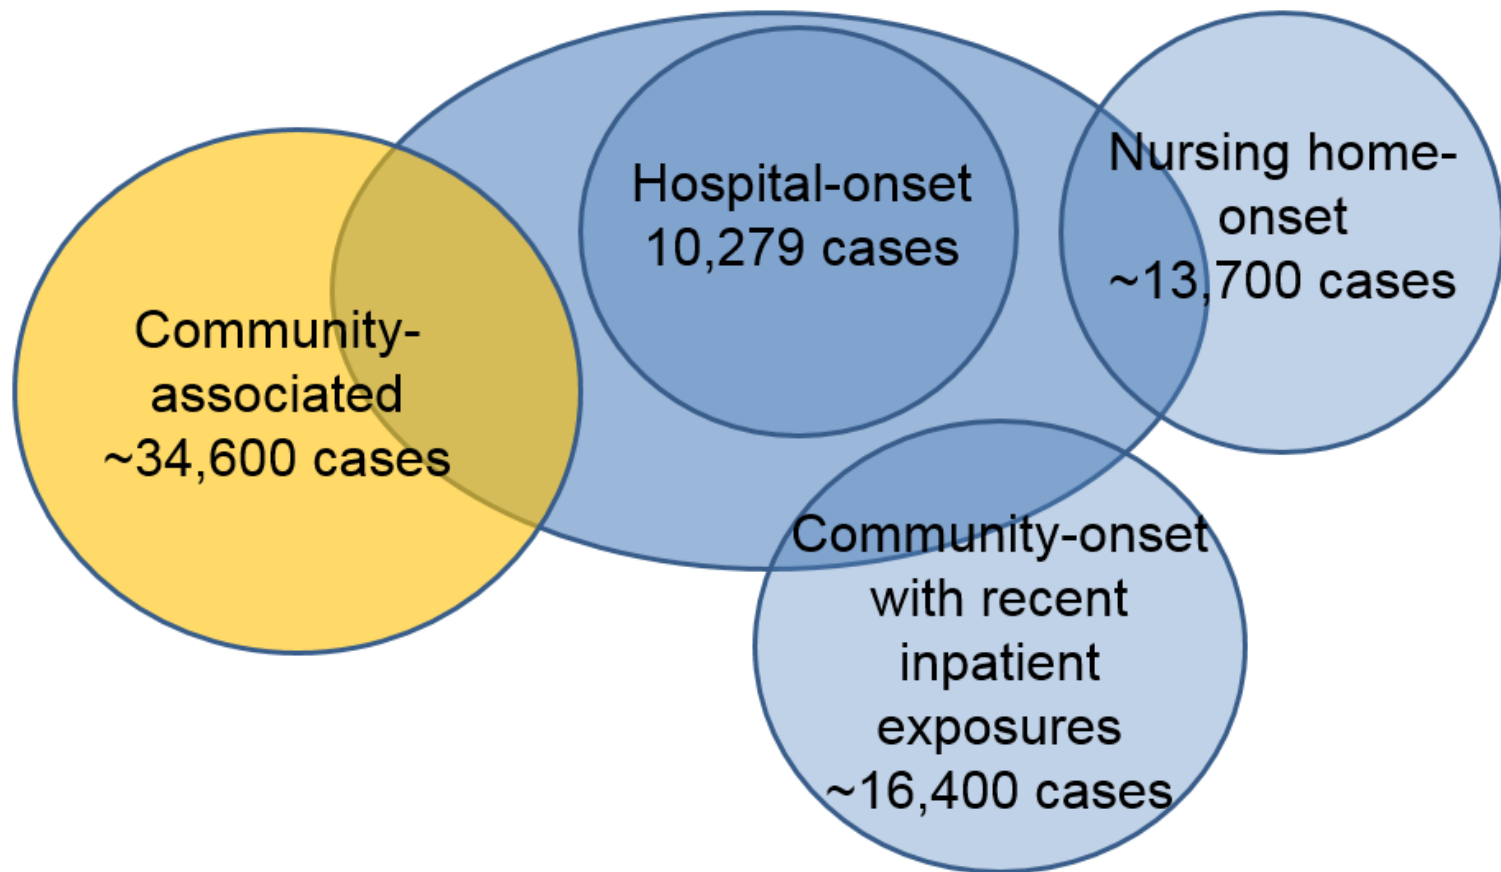 Hospital-onset
10,279 cases
Nursing home-
onset
~13,700 cases
Community-
associated
~34,600 cases
Community-onset
with recent
inpatient
exposures
~16,400 cases